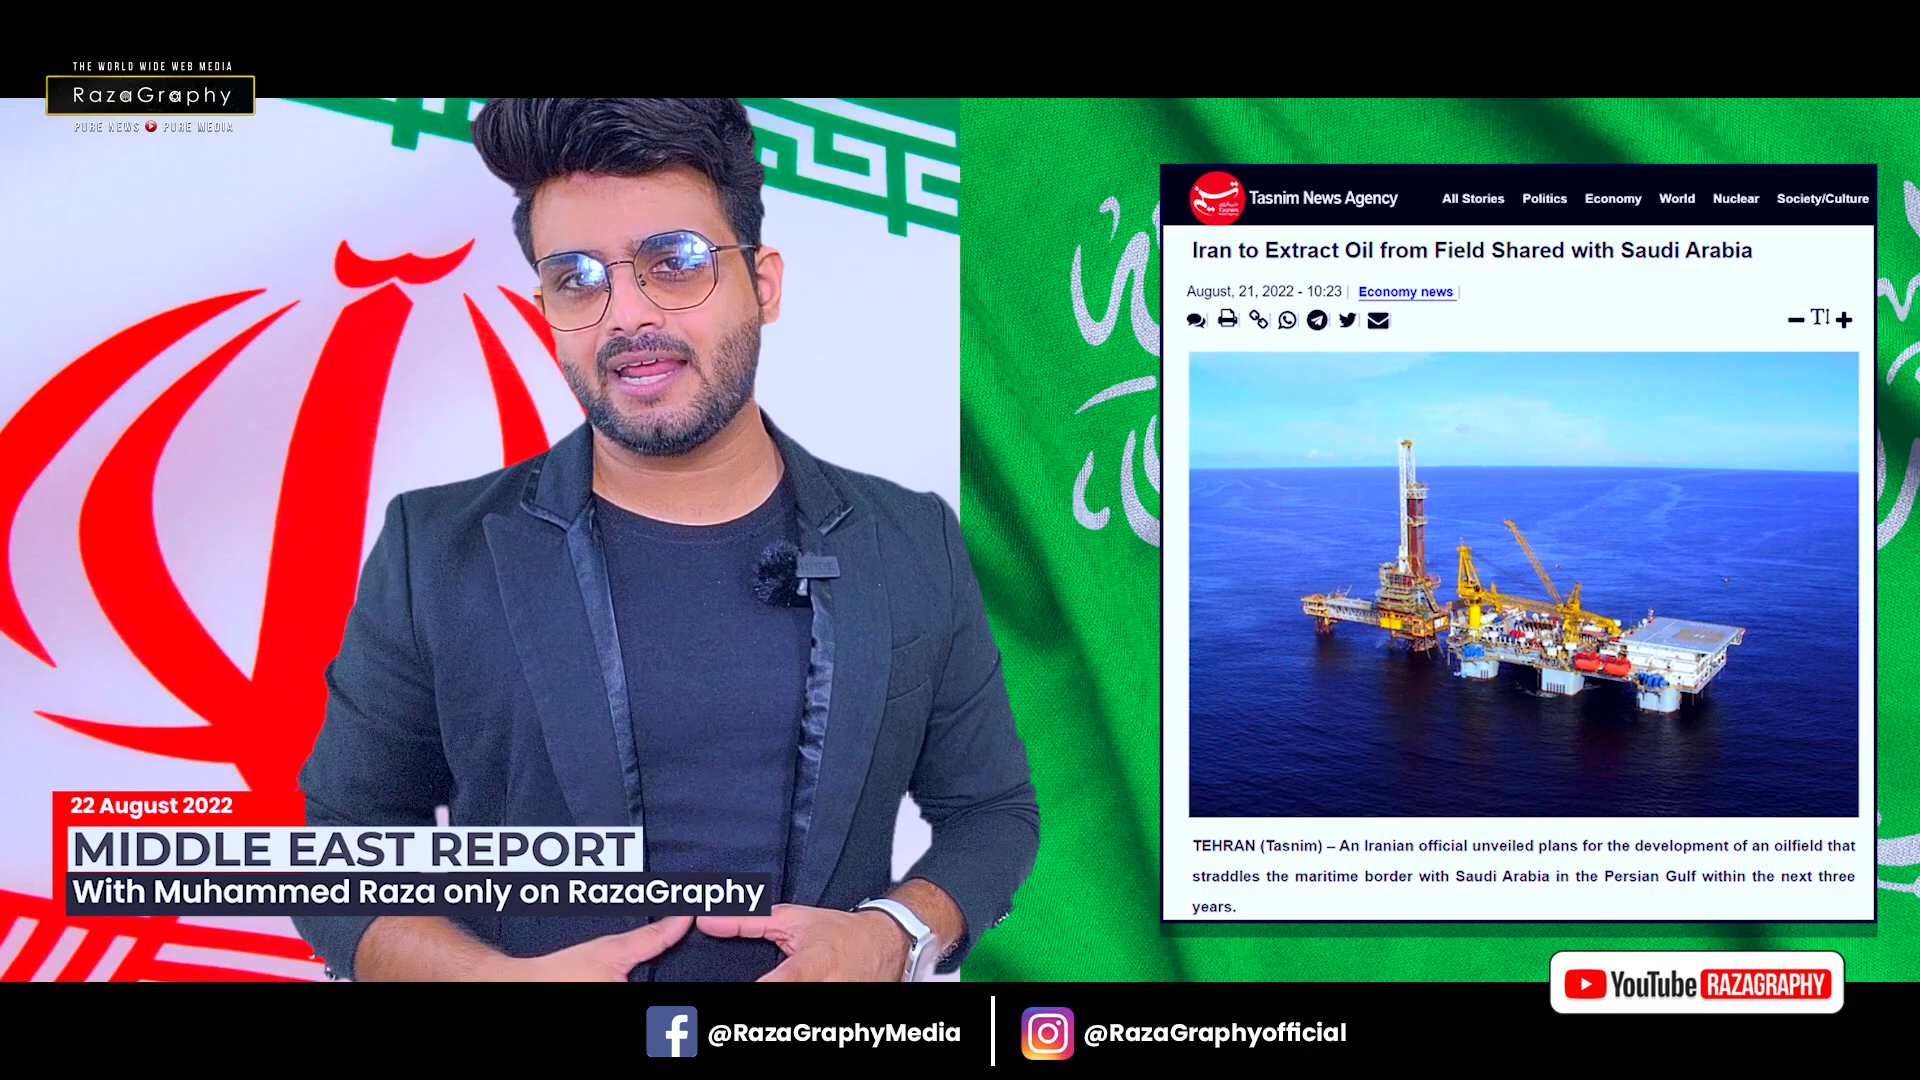 THE WORLD WIDE WEB MEDIA
RazaGraphy
PURE NEWS PURE MEDIA
Tasnim News Agency
All Stories Politics Economy World Nuclear Society/Culture
Iran to Extract Oil from Field Shared with Saudi Arabia
August, 21, 2022 - 10:23 | Economy news |
TEHRAN (Tasnim) – An Iranian official unveiled plans for the development of an oilfield that
straddles the maritime border with Saudi Arabia in the Persian Gulf within the next three
years.
22 August 2022
MIDDLE EAST REPORT
With Muhammed Raza only on RazaGraphy
YouTube RAZAGRAPHY
@RazaGraphyMedia
@RazaGraphyofficial